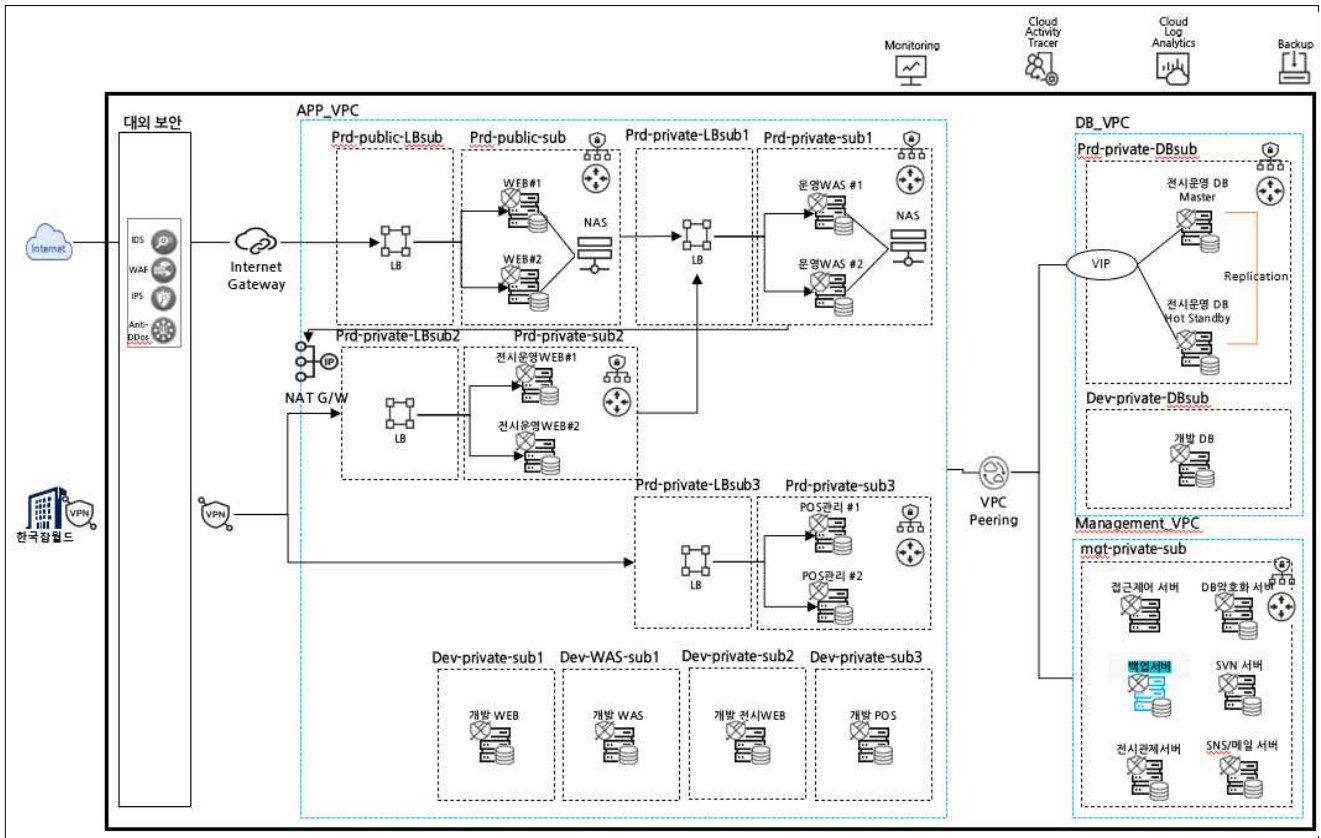 Monitoring
Cloud
Activity
Tracer
Cloud
Log
Analytics
Backup
대외 보안
IDS
WAF
IPS
Anti-
DDos
Internet
Internet
Gateway
한국잡월드
VPN
VPN
NAT G/W
IP
APP_VPC
Prd-public-LBsub
LB
Prd-public-sub
WEB#1
WEB#2
NAS
Prd-private-LBsub1
LB
Prd-private-sub1
운영WAS #1
운영WAS #2
NAS
Prd-private-LBsub2
LB
Prd-private-sub2
전시운영WEB#1
전시운영WEB#2
Prd-private-LBsub3
LB
Prd-private-sub3
POS관리 #1
POS관리 #2
Dev-private-sub1
개발 WEB
Dev-WAS-sub1
개발 WAS
Dev-private-sub2
개발 전시WEB
Dev-private-sub3
개발 POS
VPC
Peering
DB_VPC
Prd-private-DBsub
전시운영 DB
Master
VIP
Replication
전시운영 DB
Hot Standby
Dev-private-DBsub
개발 DB
Management_VPC
mgt-private-sub
접근제어 서버
DB암호화 서버
백업서버
SVN 서버
전시관제서버
SNS/메일 서버